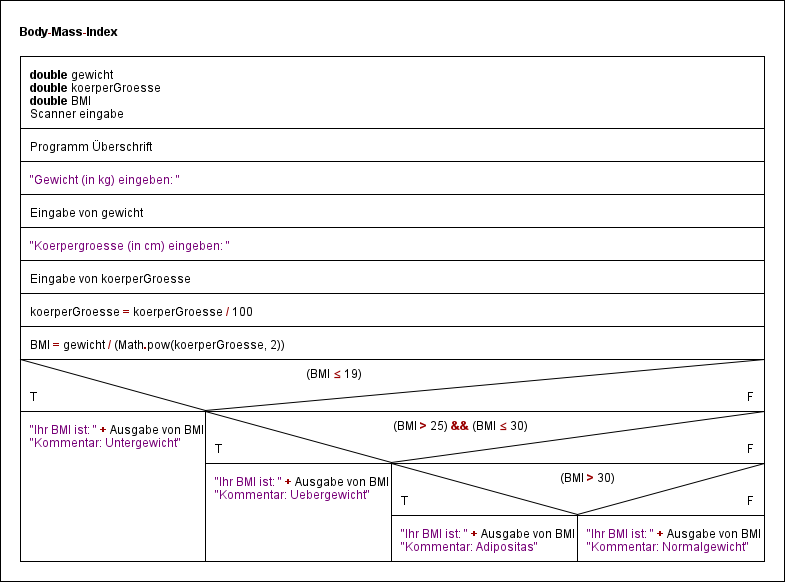 Body-Mass-Index
double gewicht
double koerperGroesse
double BMI
Scanner eingabe
Programm Überschrift
"Gewicht (in kg) eingeben: "
Eingabe von gewicht
"Koerpergroesse (in cm) eingeben: "
Eingabe von koerperGroesse
koerperGroesse = koerperGroesse / 100
BMI = gewicht / (Math.pow(koerperGroesse, 2))
(BMI ≤ 19)
T
F
"Ihr BMI ist: " + Ausgabe von BMI
"Kommentar: Untergewicht"
(BMI > 25) && (BMI ≤ 30)
T
F
"Ihr BMI ist: " + Ausgabe von BMI
"Kommentar: Uebergewicht"
(BMI > 30)
T
F
"Ihr BMI ist: " + Ausgabe von BMI
"Kommentar: Adipositas"
"Ihr BMI ist: " + Ausgabe von BMI
"Kommentar: Normalgewicht"